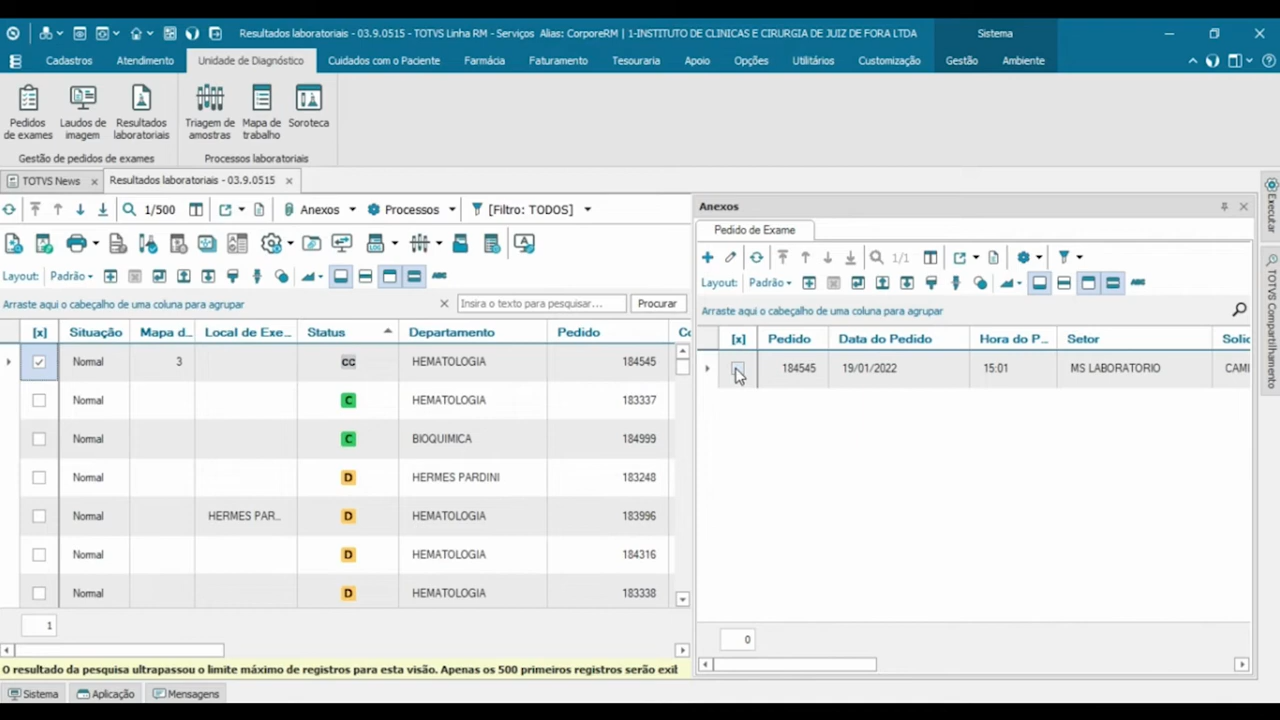 Resultados laboratoriais - 03.9.0515 - TOTVS Linha RM - Serviços Alias: CorporeRM | 1-INSTITUTO DE CLINICAS E CIRURGIA DE JUIZ DE FORA LTDA
Sistema
Cadastros Atendimento Unidade de Diagnóstico Cuidados com o Paciente Farmácia Faturamento Tesouraria Apoio Opções Utilitários Customização Gestão Ambiente
Pedidos de exames
Laudos de imagem
Resultados laboratoriais
Triagem de amostras
Mapa de trabalho
Soroteca
Gestão de pedidos de exames
Processos laboratoriais
TOTVS News
Resultados laboratoriais - 03.9.0515
1/500 Anexos Processos [Filtro: TODOS]
Layout: Padrão
Arraste aqui o cabeçalho de uma coluna para agrupar
Insira o texto para pesquisar... Procurar
[x] Situação Mapa d... Local de Exe... Status Departamento Pedido Co
Normal 3 CC HEMATOLOGIA 184545
Normal C HEMATOLOGIA 183337
Normal C BIOQUIMICA 184999
Normal D HERMES PARDINI 183248
Normal HERMES PAR... D HEMATOLOGIA 183996
Normal D HEMATOLOGIA 184316
Normal D HEMATOLOGIA 183338
1
O resultado da pesquisa ultrapassou o limite máximo de registros para esta visão. Apenas os 500 primeiros registros serão exit
Anexos
Pedido de Exame
1/1
Layout: Padrão
Arraste aqui o cabeçalho de uma coluna para agrupar
[x] Pedido Data do Pedido Hora do P... Setor Solic
184545 19/01/2022 15:01 MS LABORATORIO CAMI
0
Executar
TOTVS Compartilhamento
Sistema Aplicação Mensagens